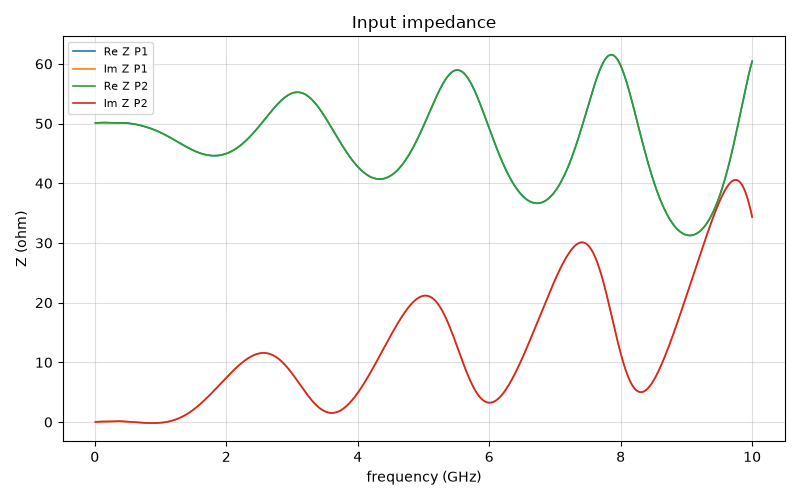 Input impedance
Re Z P1
Im Z P1
Re Z P2
Im Z P2
60
50
40
30
20
10
0
Z (ohm)
0 2 4 6 8 10
frequency (GHz)